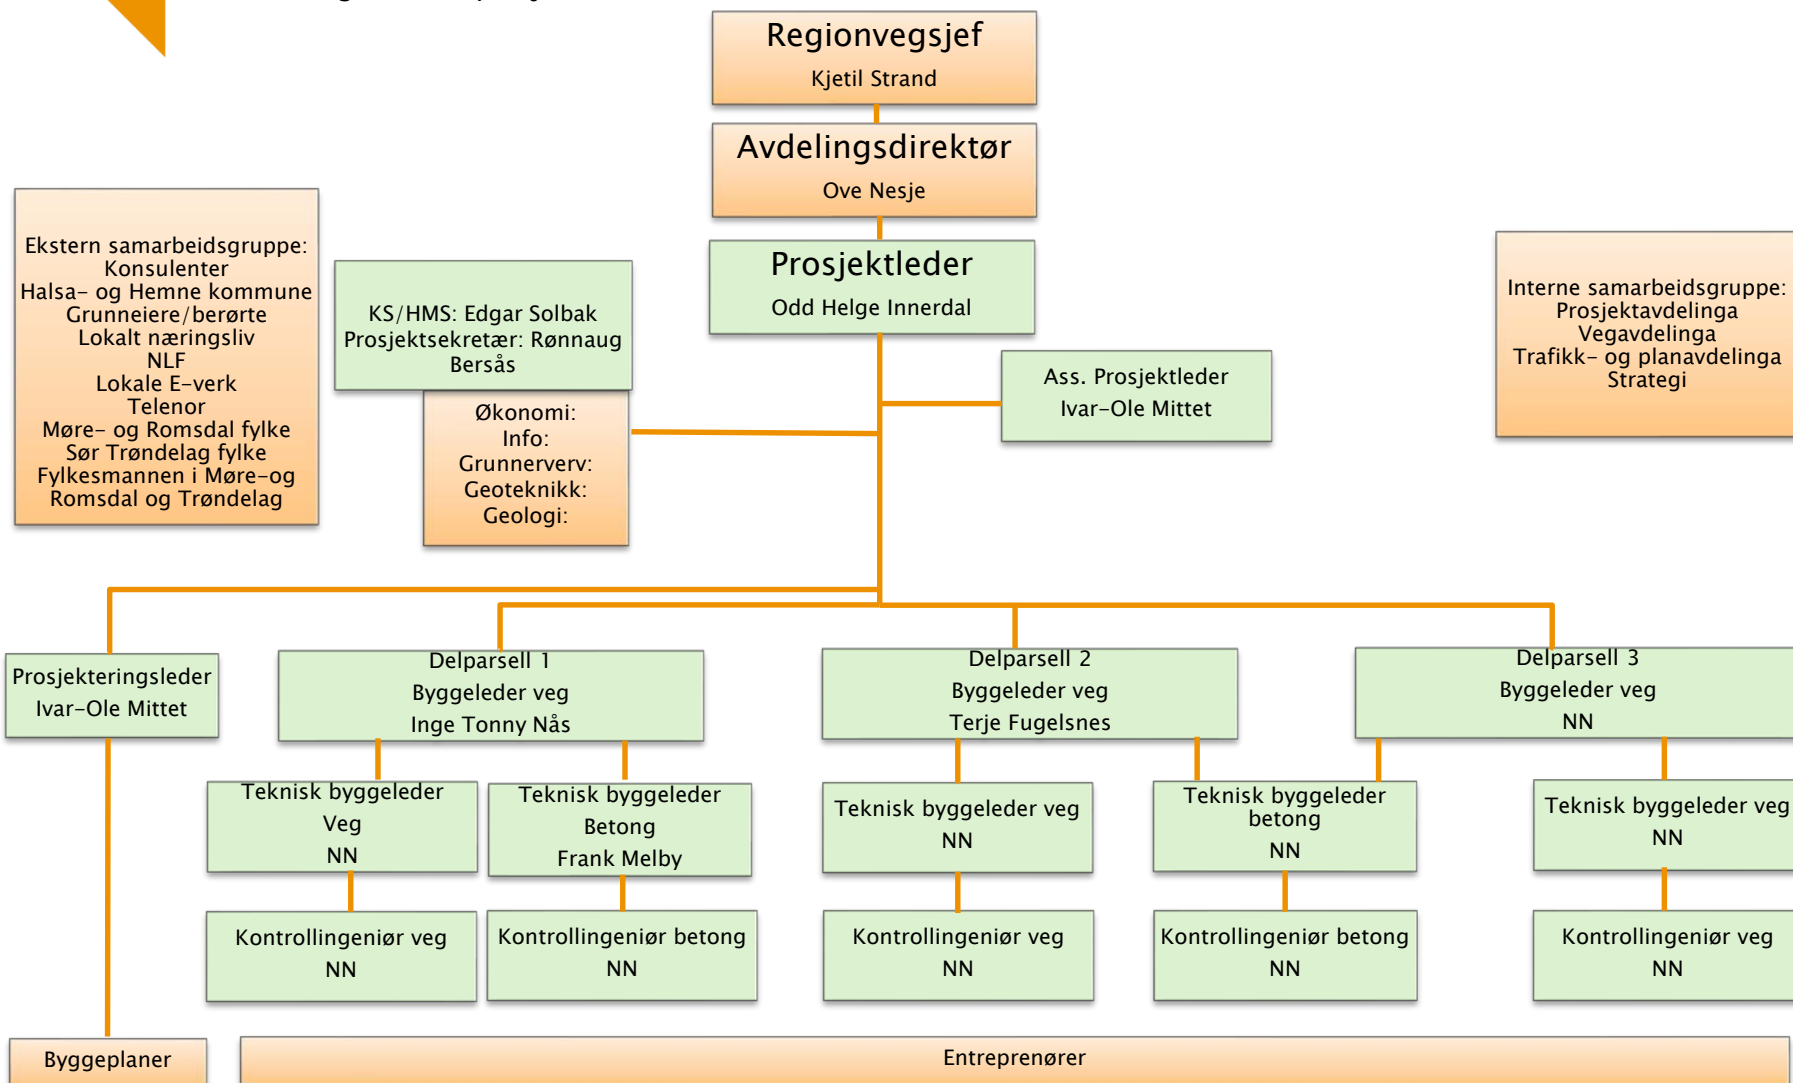 Regionvegsjef
Kjetil Strand
Avdelingsdirektør
Ove Nesje
Prosjektleder
Odd Helge Innerdal
Ekstern samarbeidsgruppe:
Konsulenter
Halsa- og Hemne kommune
Grunneiere/berørte
Lokalt næringsliv
NLF
Lokale E-verk
Telenor
Møre- og Romsdal fylke
Sør Trøndelag fylke
Fylkesmannen i Møre-og
Romsdal og Trøndelag
KS/HMS: Edgar Solbak
Prosjektsekretær: Rønnaug
Bersås
Økonomi:
Info:
Grunnerverv:
Geoteknikk:
Geologi:
Ass. Prosjektleder
Ivar-Ole Mittet
Interne samarbeidsgruppe:
Prosjektavdelinga
Vegavdelinga
Trafikk- og planavdelinga
Strategi
Prosjekteringsleder
Ivar-Ole Mittet
Delparsell 1
Byggeleder veg
Inge Tonny Nås
Delparsell 2
Byggeleder veg
Terje Fugelsnes
Delparsell 3
Byggeleder veg
NN
Teknisk byggeleder
Veg
NN
Teknisk byggeleder
Betong
Frank Melby
Teknisk byggeleder veg
NN
Teknisk byggeleder
betong
NN
Teknisk byggeleder veg
NN
Kontrollingeniør veg
NN
Kontrollingeniør betong
NN
Kontrollingeniør veg
NN
Kontrollingeniør betong
NN
Kontrollingeniør veg
NN
Byggeplaner
Entreprenører